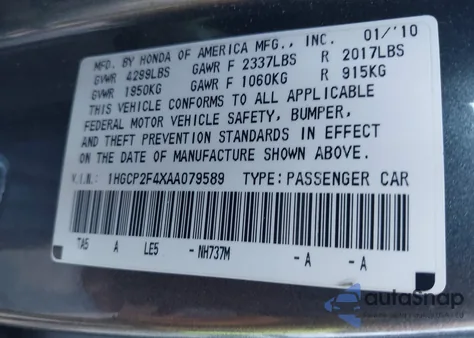 MFD. BY HONDA OF AMERICA MFG., INC. 01/'10
GVWR 4299LBS GAWR F 2337LBS R 2017LBS
GVWR 1950KG GAWR F 1060KG R 915KG
THIS VEHICLE CONFORMS TO ALL APPLICABLE
FEDERAL MOTOR VEHICLE SAFETY, BUMPER,
AND THEFT PREVENTION STANDARDS IN EFFECT
ON THE DATE OF MANUFACTURE SHOWN ABOVE.
V.I.N.: 1HGCP2F4XAA079589 TYPE:PASSENGER CAR
TA5 A LE5 - NH737M - A - A
autosnap